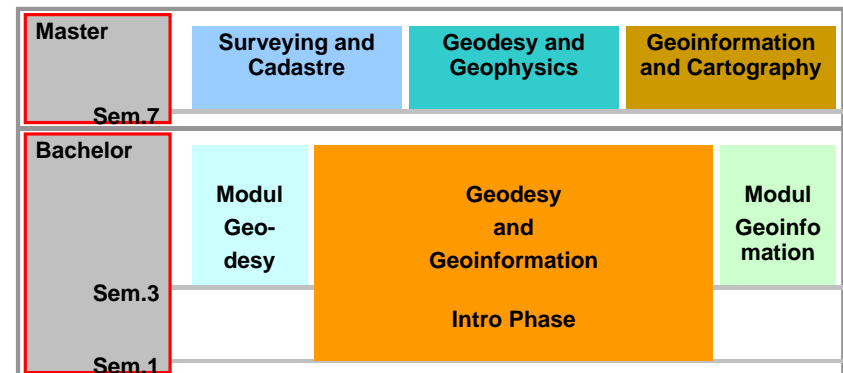 Master
Surveying and
Cadastre
Geodesy and
Geophysics
Geoinformation
and Cartography
Sem.7
Bachelor
Modul
Geo-
desy
Geodesy
and
Geoinformation
Intro Phase
Modul
Geoinfo
mation
Sem.3
Sem.1